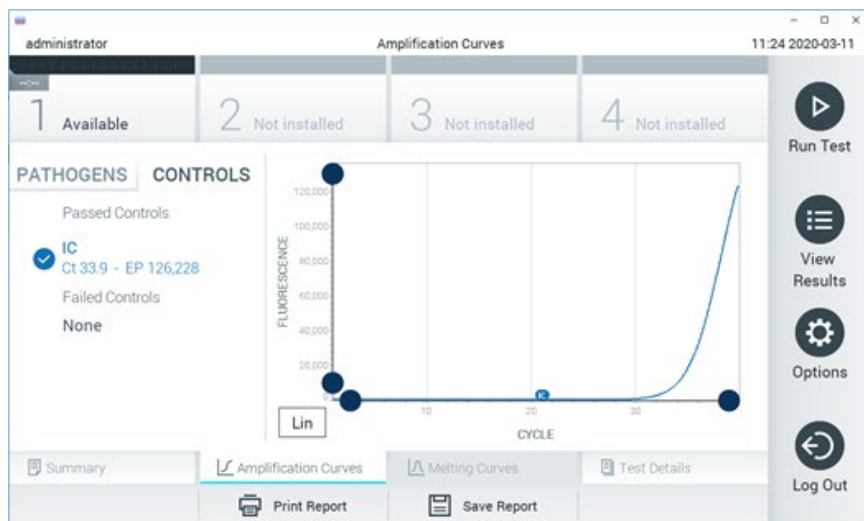 administrator
Amplification Curves
11:24 2020-03-11
--:--
1 Available
2 Not installed
3 Not installed
4 Not installed
Run Test
PATHOGENS
CONTROLS
Passed Controls
IC
Ct 33.9 - EP 126,228
Failed Controls
None
FLUORESCENCE
120,000
100,000
80,000
60,000
40,000
20,000
0
IC
10
20
30
CYCLE
Lin
View
Results
Options
Log Out
Summary
Amplification Curves
Melting Curves
Test Details
Print Report
Save Report